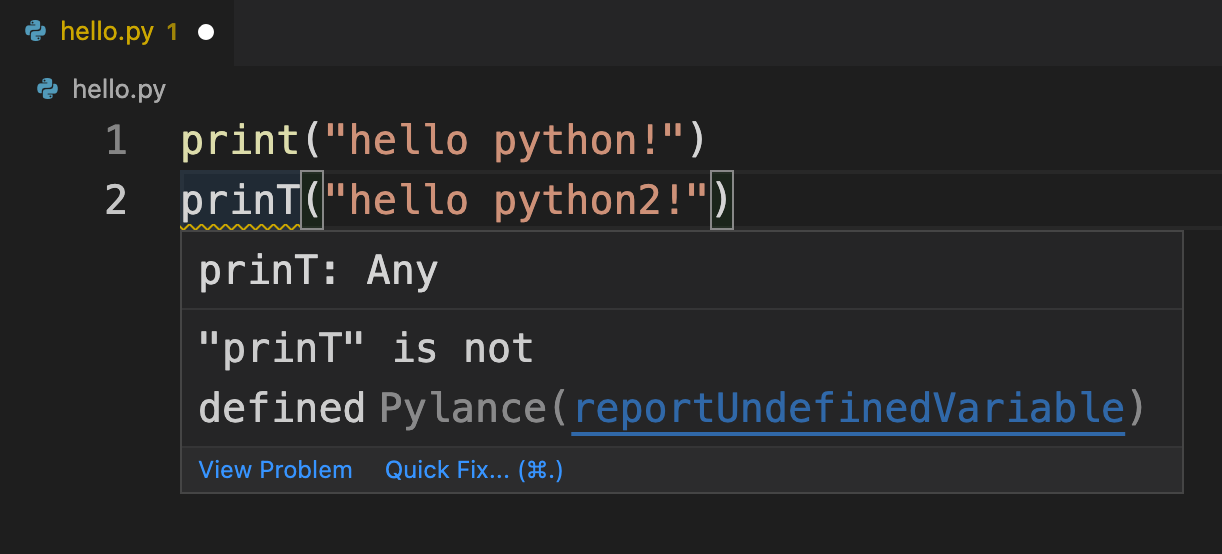 hello.py 1
hello.py
1 print("hello python!")
2 prinT("hello python2!")
prinT: Any
"prinT" is not
defined Pylance(reportUndefinedVariable)
View Problem Quick Fix... (⌘.)